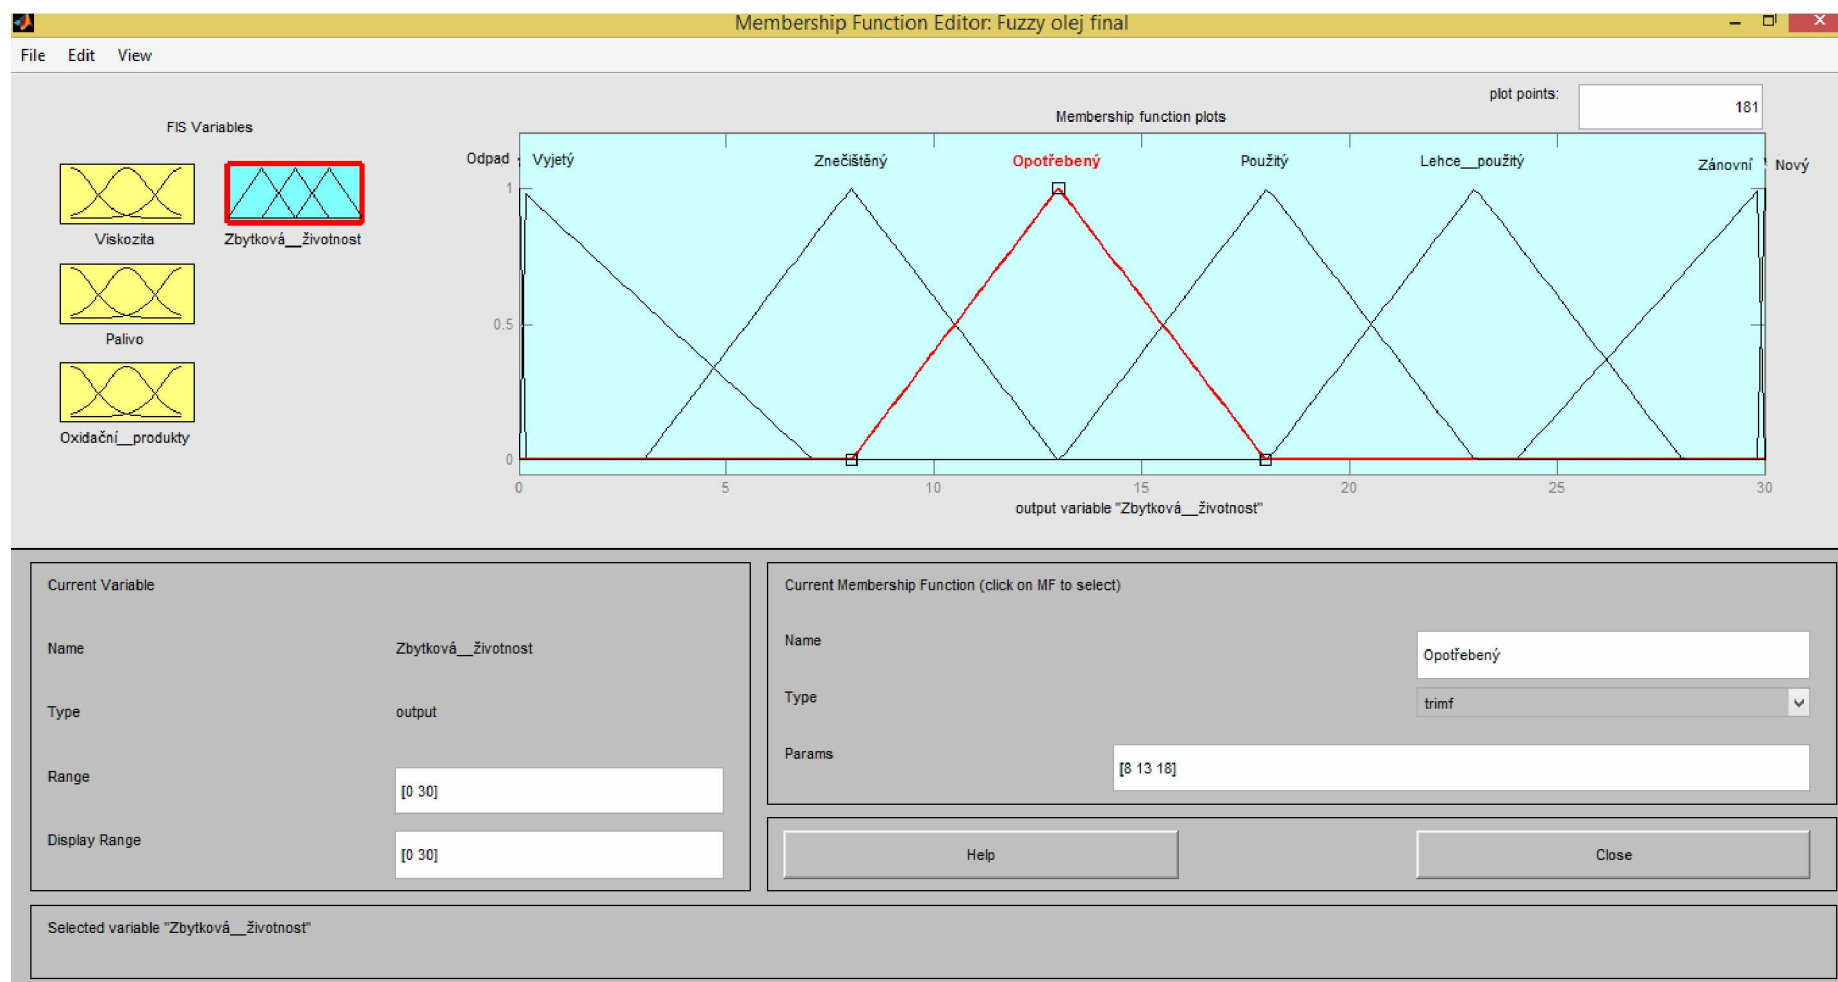 Membership Function Editor: Fuzzy olej final
File Edit View
FIS Variables
Viskozita
Zbytková__životnost
Palivo
Oxidační__produkty
plot points:
181
Membership function plots
Odpad Vyjetý Znečištěný Opotřebený Použitý Lehce__použitý Zánovní Nový
1
0.5
0
0 5 10 15 20 25 30
output variable "Zbytková__životnost"
Current Variable
Name Zbytková__životnost
Type output
Range [0 30]
Display Range [0 30]
Current Membership Function (click on MF to select)
Name Opotřebený
Type trimf
Params [8 13 18]
Help Close
Selected variable "Zbytková__životnost"